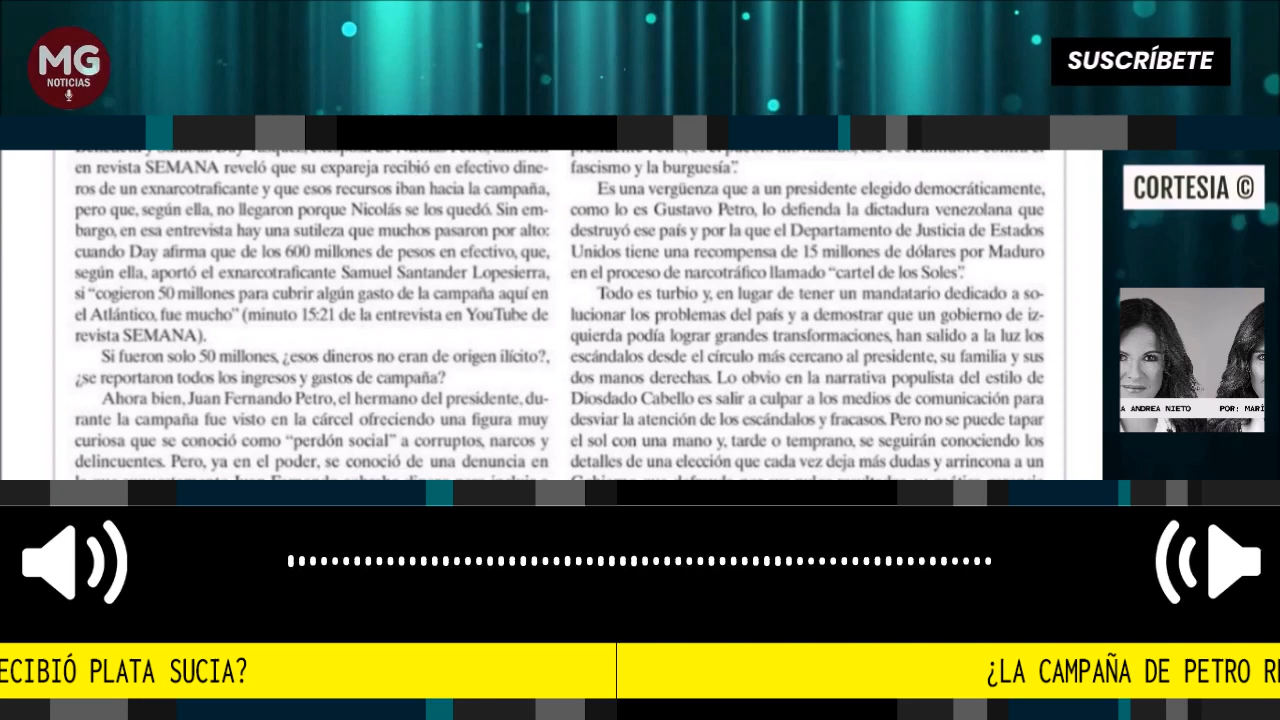 MG
NOTICIAS
SUSCRÍBETE
en revista SEMANA reveló que su expareja recibió en efectivo dine-
ros de un exnarcotraficante y que esos recursos iban hacia la campaña,
pero que, según ella, no llegaron porque Nicolás se los quedó. Sin em-
bargo, en esa entrevista hay una sutileza que muchos pasaron por alto:
cuando Day afirma que de los 600 millones de pesos en efectivo, que,
según ella, aportó el exnarcotraficante Samuel Santander Lopesierra,
si “cogieron 50 millones para cubrir algún gasto de la campaña aquí en
el Atlántico, fue mucho” (minuto 15:21 de la entrevista en YouTube de
revista SEMANA).
Si fueron solo 50 millones, ¿esos dineros no eran de origen ilícito?,
¿se reportaron todos los ingresos y gastos de campaña?
Ahora bien, Juan Fernando Petro, el hermano del presidente, du-
rante la campaña fue visto en la cárcel ofreciendo una figura muy
curiosa que se conoció como “perdón social” a corruptos, narcos y
delincuentes. Pero, ya en el poder, se conoció de una denuncia en
fascismo y la burguesía”.
Es una vergüenza que a un presidente elegido democráticamente,
como lo es Gustavo Petro, lo defienda la dictadura venezolana que
destruyó ese país y por la que el Departamento de Justicia de Estados
Unidos tiene una recompensa de 15 millones de dólares por Maduro
en el proceso de narcotráfico llamado “cartel de los Soles”.
Todo es turbio y, en lugar de tener un mandatario dedicado a so-
lucionar los problemas del país y a demostrar que un gobierno de iz-
quierda podía lograr grandes transformaciones, han salido a la luz los
escándalos desde el círculo más cercano al presidente, su familia y sus
dos manos derechas. Lo obvio en la narrativa populista del estilo de
Diosdado Cabello es salir a culpar a los medios de comunicación para
desviar la atención de los escándalos y fracasos. Pero no se puede tapar
el sol con una mano y, tarde o temprano, se seguirán conociendo los
detalles de una elección que cada vez deja más dudas y arrincona a un
CORTESIA ©
A ANDREA NIETO
POR: MARÍ
ECIBIÓ PLATA SUCIA?
¿LA CAMPAÑA DE PETRO RE